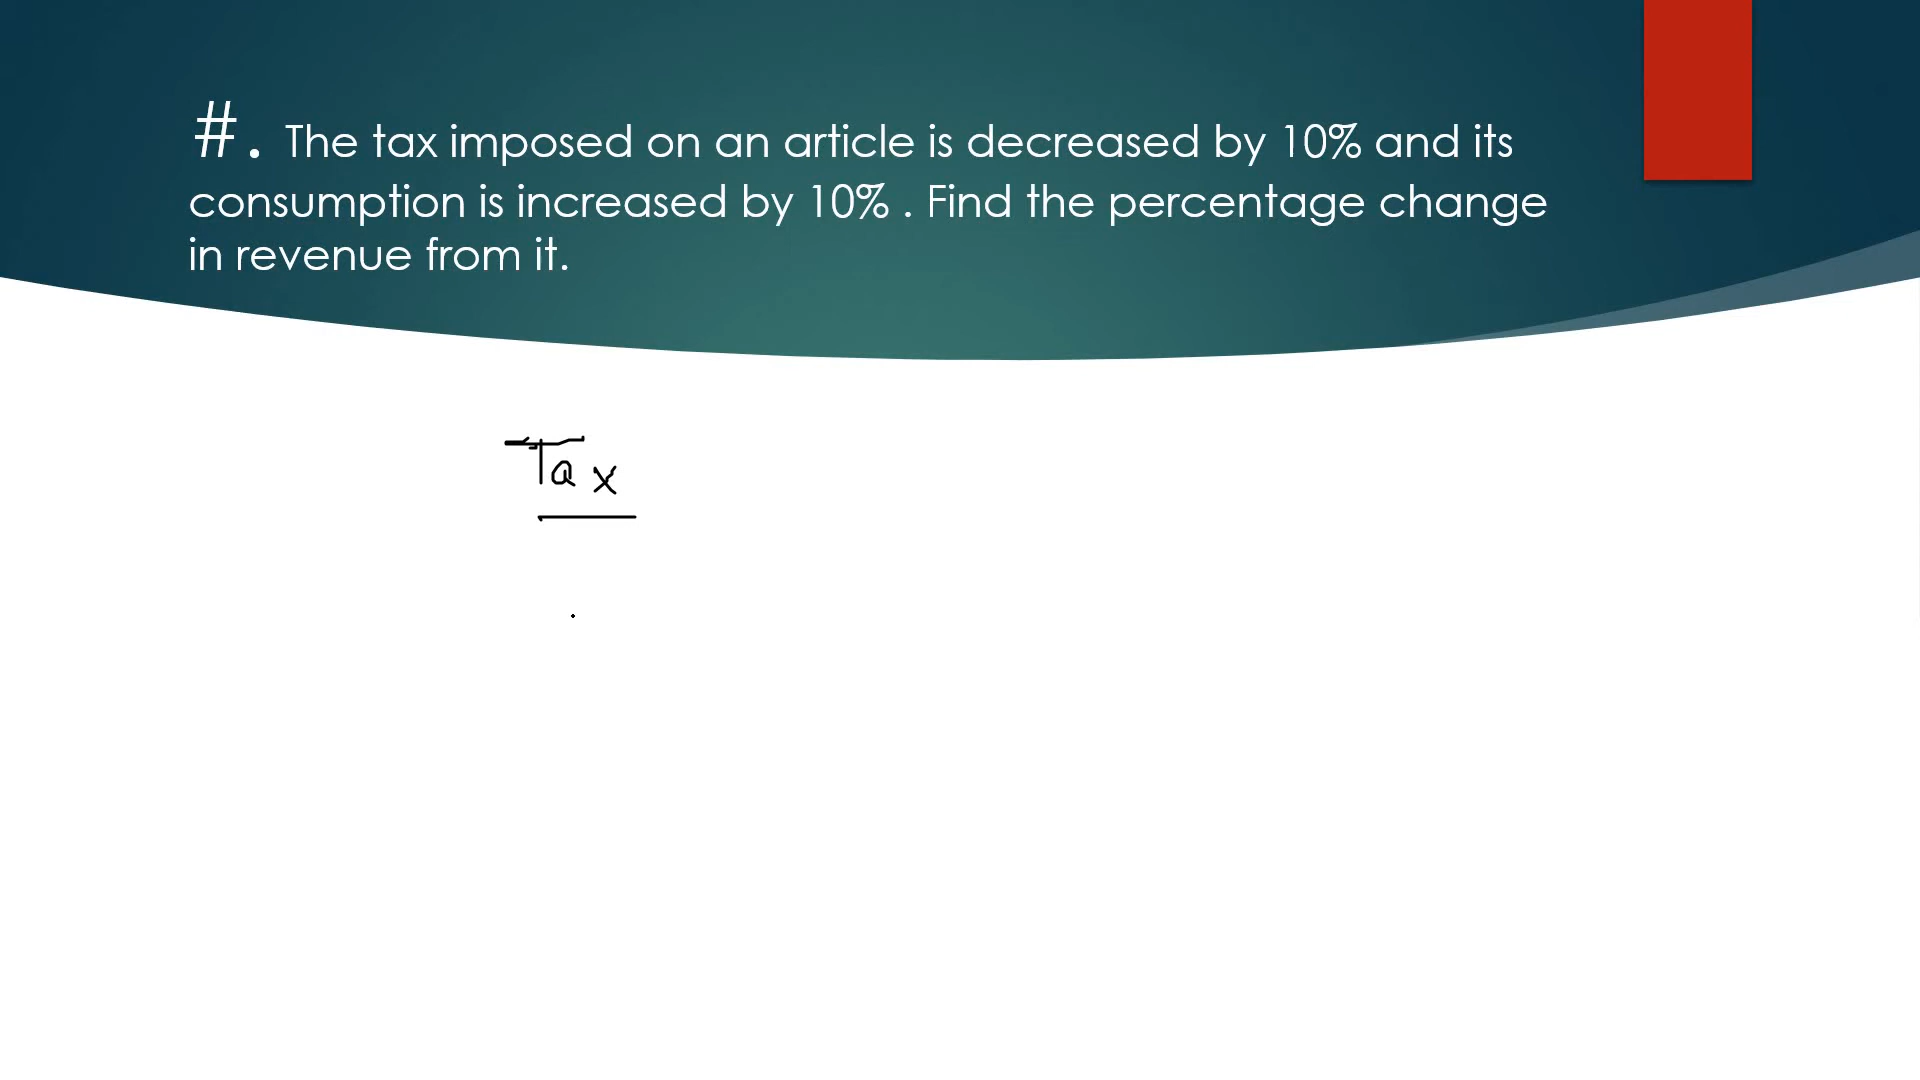 #. The tax imposed on an article is decreased by 10% and its
consumption is increased by 10% . Find the percentage change
in revenue from it.
Tax